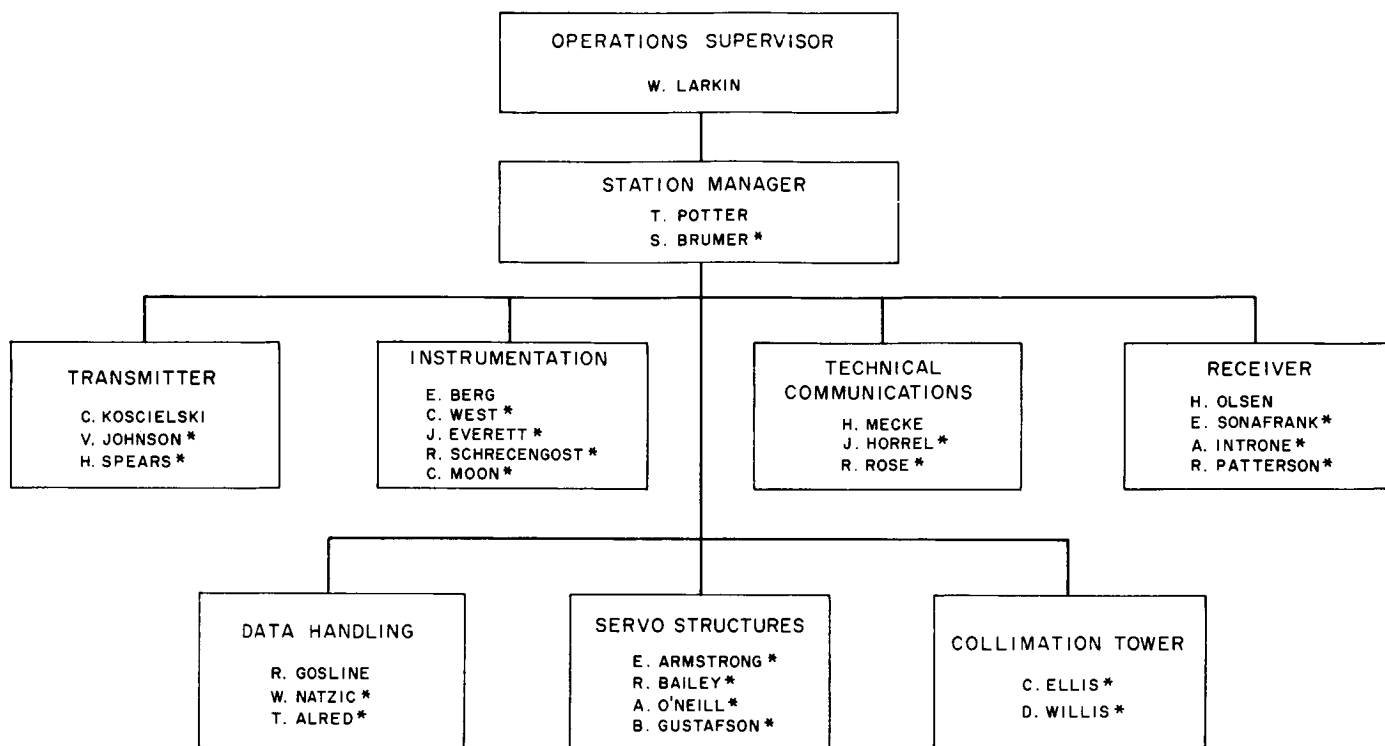 OPERATIONS SUPERVISOR
W. LARKIN
STATION MANAGER
T. POTTER
S. BRUMER *
TRANSMITTER
C. KOSCIELSKI
V. JOHNSON *
H. SPEARS *
INSTRUMENTATION
E. BERG
C. WEST *
J. EVERETT *
R. SCHRECENGOST *
C. MOON *
TECHNICAL
COMMUNICATIONS
H. MECKE
J. HORREL *
R. ROSE *
RECEIVER
H. OLSEN
E. SONAFRANK *
A. INTRONE *
R. PATTERSON *
DATA HANDLING
R. GOSLINE
W. NATZIC *
T. ALRED *
SERVO STRUCTURES
E. ARMSTRONG *
R. BAILEY *
A. O'NEILL *
B. GUSTAFSON *
COLLIMATION TOWER
C. ELLIS *
D. WILLIS *